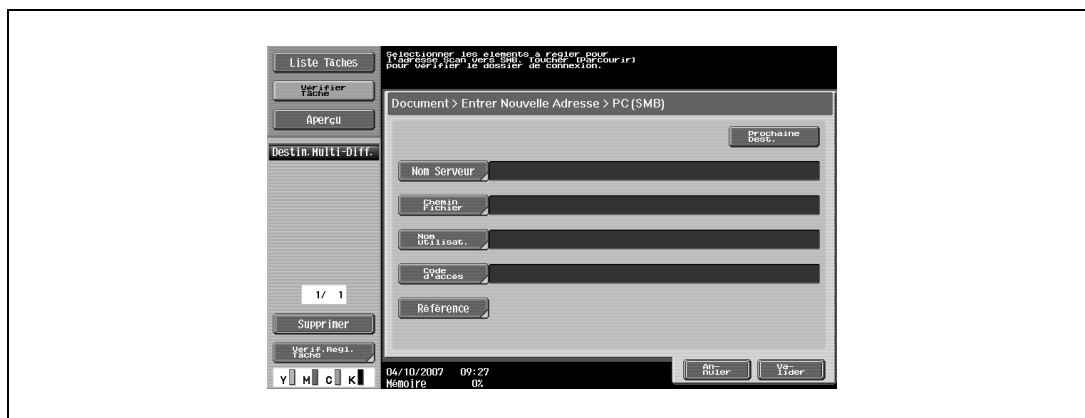 Liste Tâches
Vérifier
Tâche
Aperçu
Destin.Multi-Diff.
1/ 1
Supprimer
Vérif.Régl.
Tâche
Y M C K
Sélectionner les éléments à régler pour
l'adresse Scan vers SMB. Toucher [Parcourir]
pour vérifier le dossier de connexion.
Document > Entrer Nouvelle Adresse > PC (SMB)
Prochaine
Dest.
Nom Serveur
Chemin
Fichier
Nom
Utilisat.
Code
d'accès
Référence
04/10/2007 09:27
Mémoire 0%
An-
nuler
Va-
lider